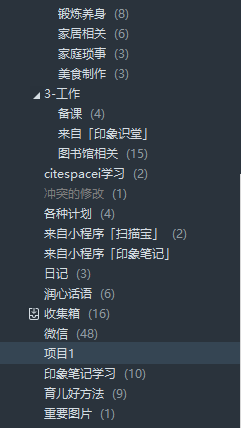 锻炼养身 (8)
家居相关 (6)
家庭琐事 (3)
美食制作 (3)
3-工作
备课 (4)
来自「印象识堂」
图书馆相关 (15)
citespacei学习 (2)
冲突的修改 (1)
各种计划 (4)
来自小程序「扫描宝」 (2)
来自小程序「印象笔记」
日记 (3)
润心话语 (6)
收集箱 (16)
微信 (48)
项目1
印象笔记学习 (10)
育儿好方法 (9)
重要图片 (1)